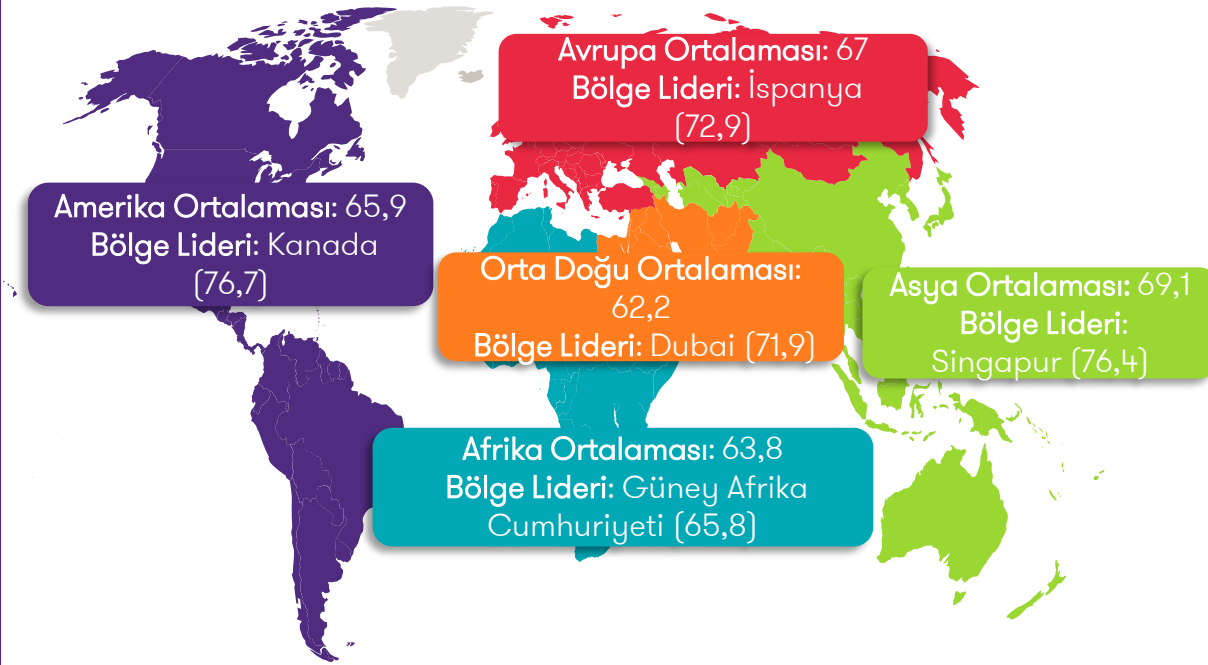 Avrupa Ortalaması: 67
Bölge Lideri: İspanya
(72,9)
Amerika Ortalaması: 65,9
Bölge Lideri: Kanada
(76,7)
Orta Doğu Ortalaması:
62,2
Bölge Lideri: Dubai (71,9)
Asya Ortalaması: 69,1
Bölge Lideri:
Singapur (76,4)
Afrika Ortalaması: 63,8
Bölge Lideri: Güney Afrika
Cumhuriyeti (65,8)